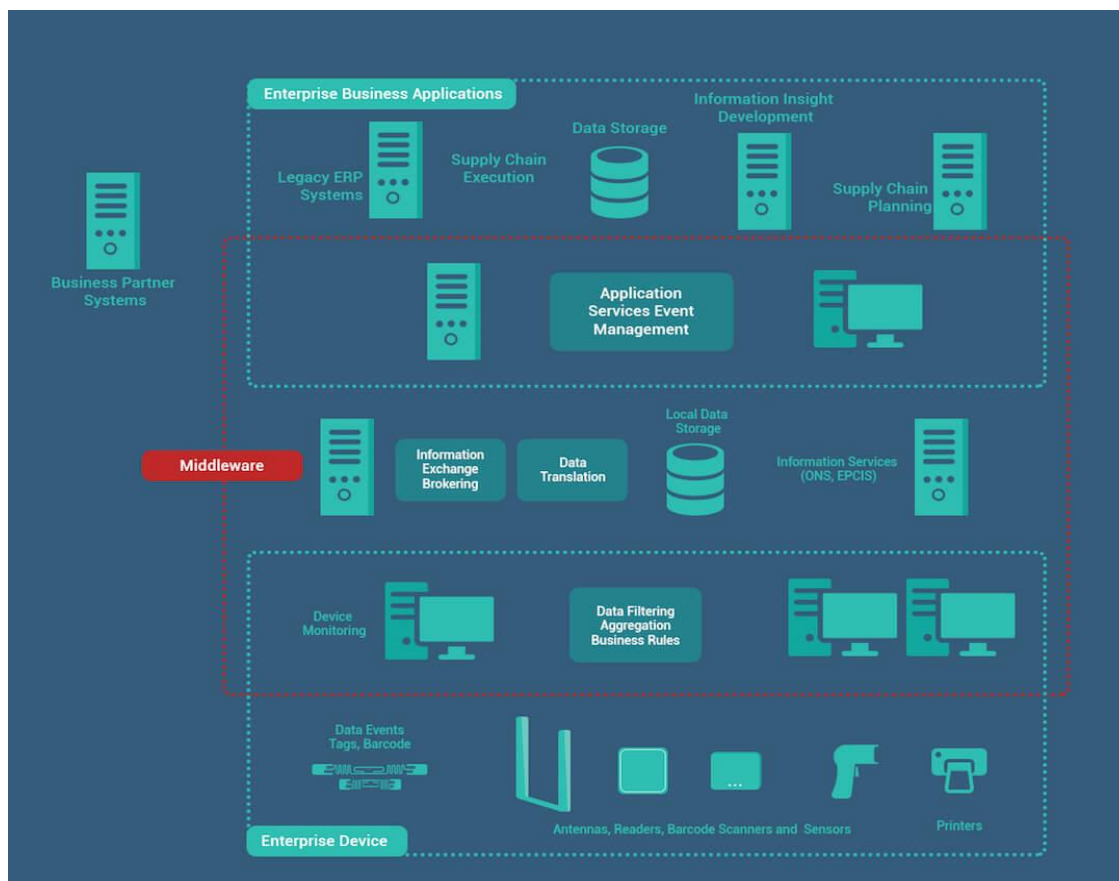 Enterprise Business Applications
Information Insight
Development
Data Storage
Supply Chain
Execution
Legacy ERP
Systems
Supply Chain
Planning
Business Partner
Systems
Application
Services Event
Management
Local Data
Storage
Middleware
Information
Exchange
Brokering
Data
Translation
Information Services
(ONS, EPCIS)
Device
Monitoring
Data Filtering
Aggregation
Business Rules
Data Events
Tags, Barcode
Antennas, Readers, Barcode Scanners and Sensors
Printers
Enterprise Device